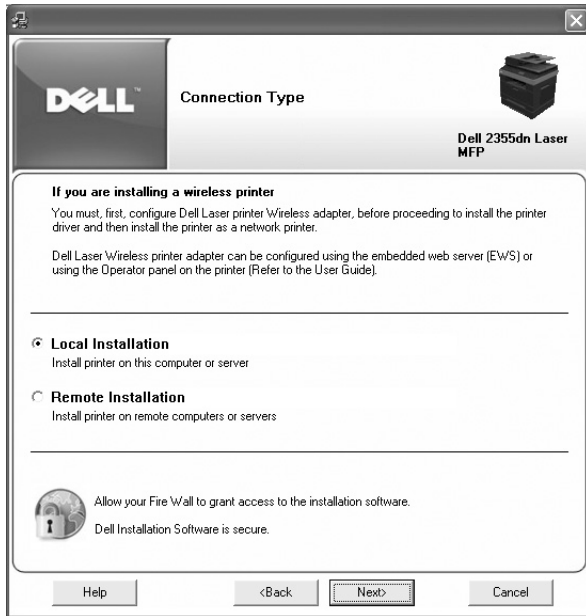 DELL™
Connection Type
Dell 2355dn Laser
MFP
If you are installing a wireless printer
You must, first, configure Dell Laser printer Wireless adapter, before proceeding to install the printer
driver and then install the printer as a network printer.
Dell Laser Wireless printer adapter can be configured using the embedded web server (EWS) or
using the Operator panel on the printer (Refer to the User Guide).
Local Installation
Install printer on this computer or server
Remote Installation
Install printer on remote computers or servers
Allow your Fire Wall to grant access to the installation software.
Dell Installation Software is secure.
Help
<Back
Next>
Cancel